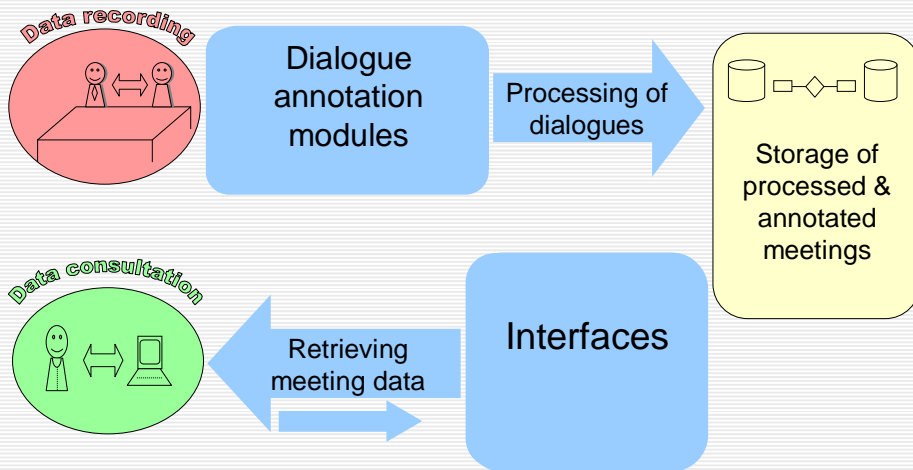 Data recording
Dialogue
annotation
modules
Processing of
dialogues
Storage of
processed &
annotated
meetings
Data consultation
Retrieving
meeting data
Interfaces